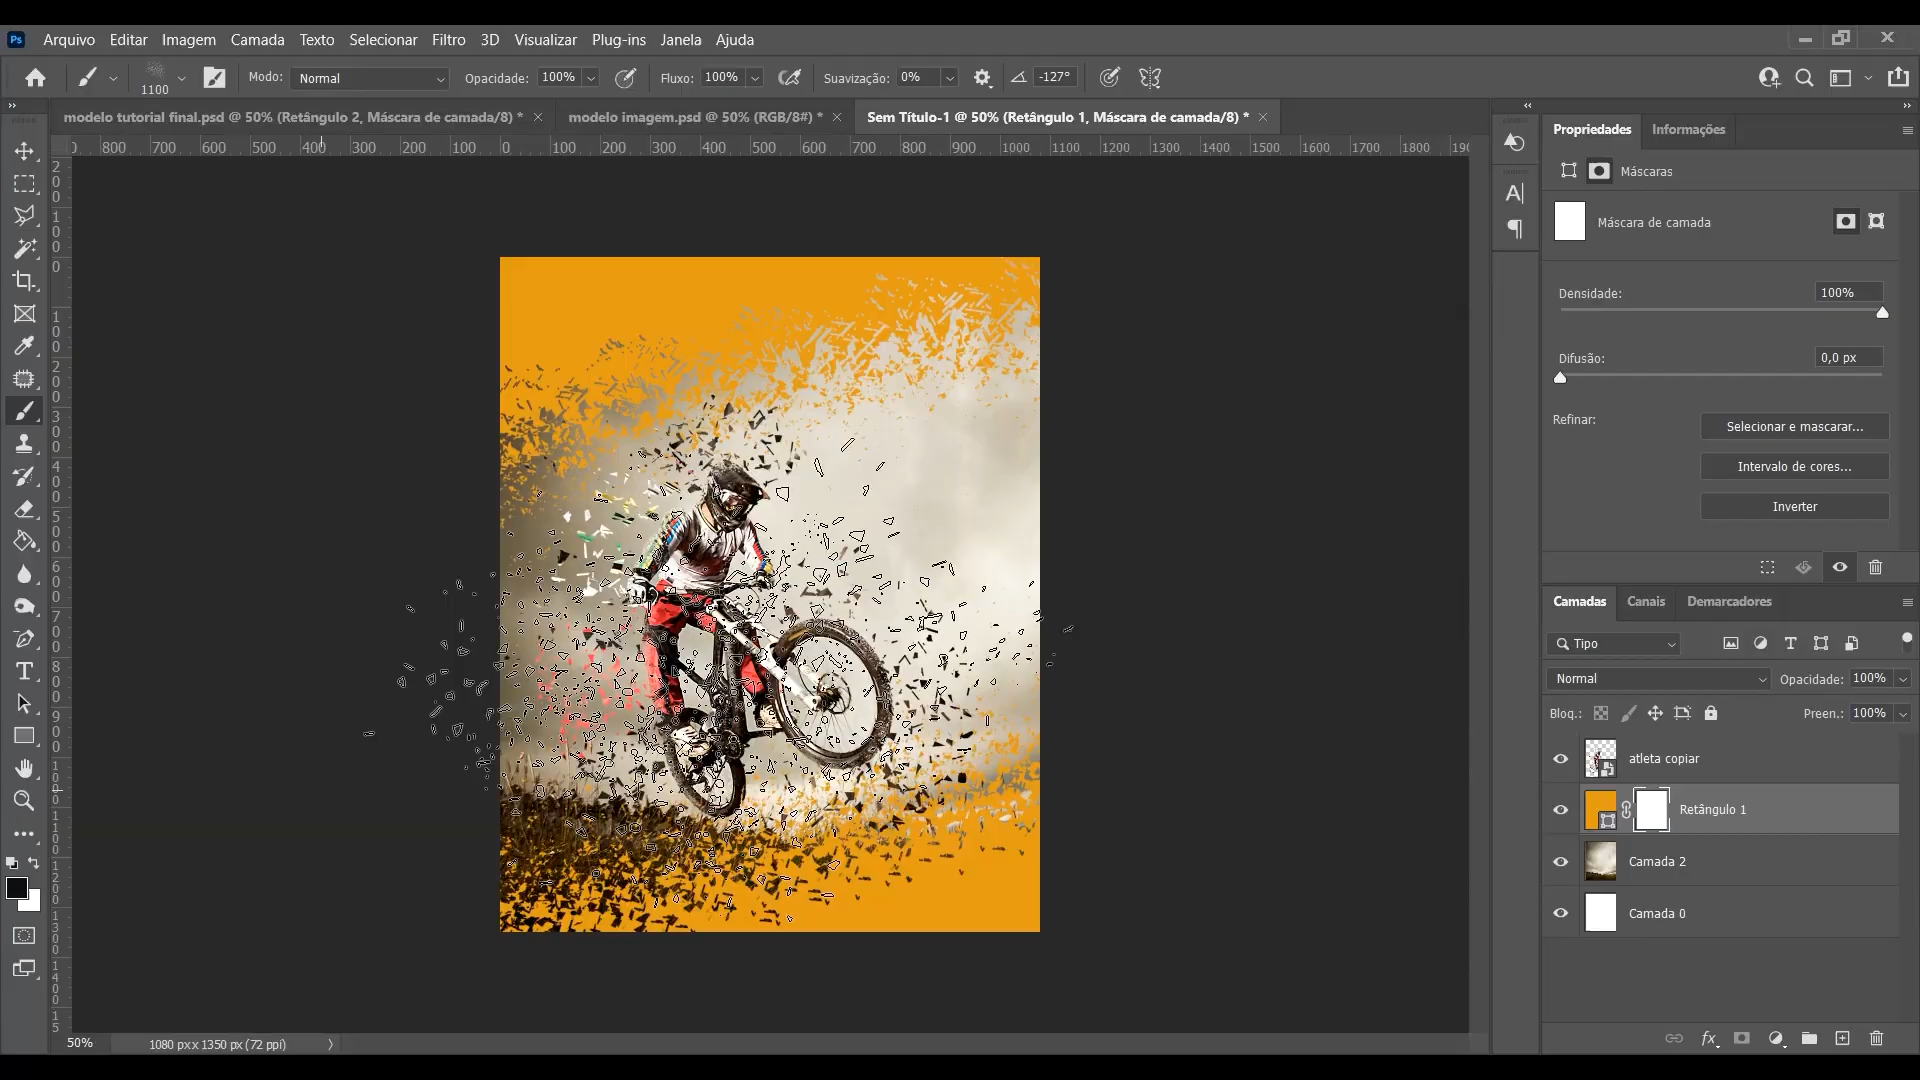 Ps Arquivo Editar Imagem Camada Texto Selecionar Filtro 3D Visualizar Plug-ins Janela Ajuda
1100 Modo: Normal Opacidade: 100% Fluxo: 100% Suavização: 0% -127°
modelo tutorial final.psd @ 50% (Retângulo 2, Máscara de camada/8) * modelo imagem.psd @ 50% (RGB/8#) * Sem Título-1 @ 50% (Retângulo 1, Máscara de camada/8) *
800 700 600 500 400 300 200 100 0 100 200 300 400 500 600 700 800 900 1000 1100 1200 1300 1400 1500 1600 1700 1800
Propriedades Informações
Máscaras
Máscara de camada
Densidade: 100%
Difusão: 0,0 px
Refinar: Selecionar e mascarar...
Intervalo de cores...
Inverter
Camadas Canais Demarcadores
Tipo
Normal Opacidade: 100%
Bloq.: Preen.: 100%
atleta copiar
Retângulo 1
Camada 2
Camada 0
50% 1080 px x 1350 px (72 ppi)